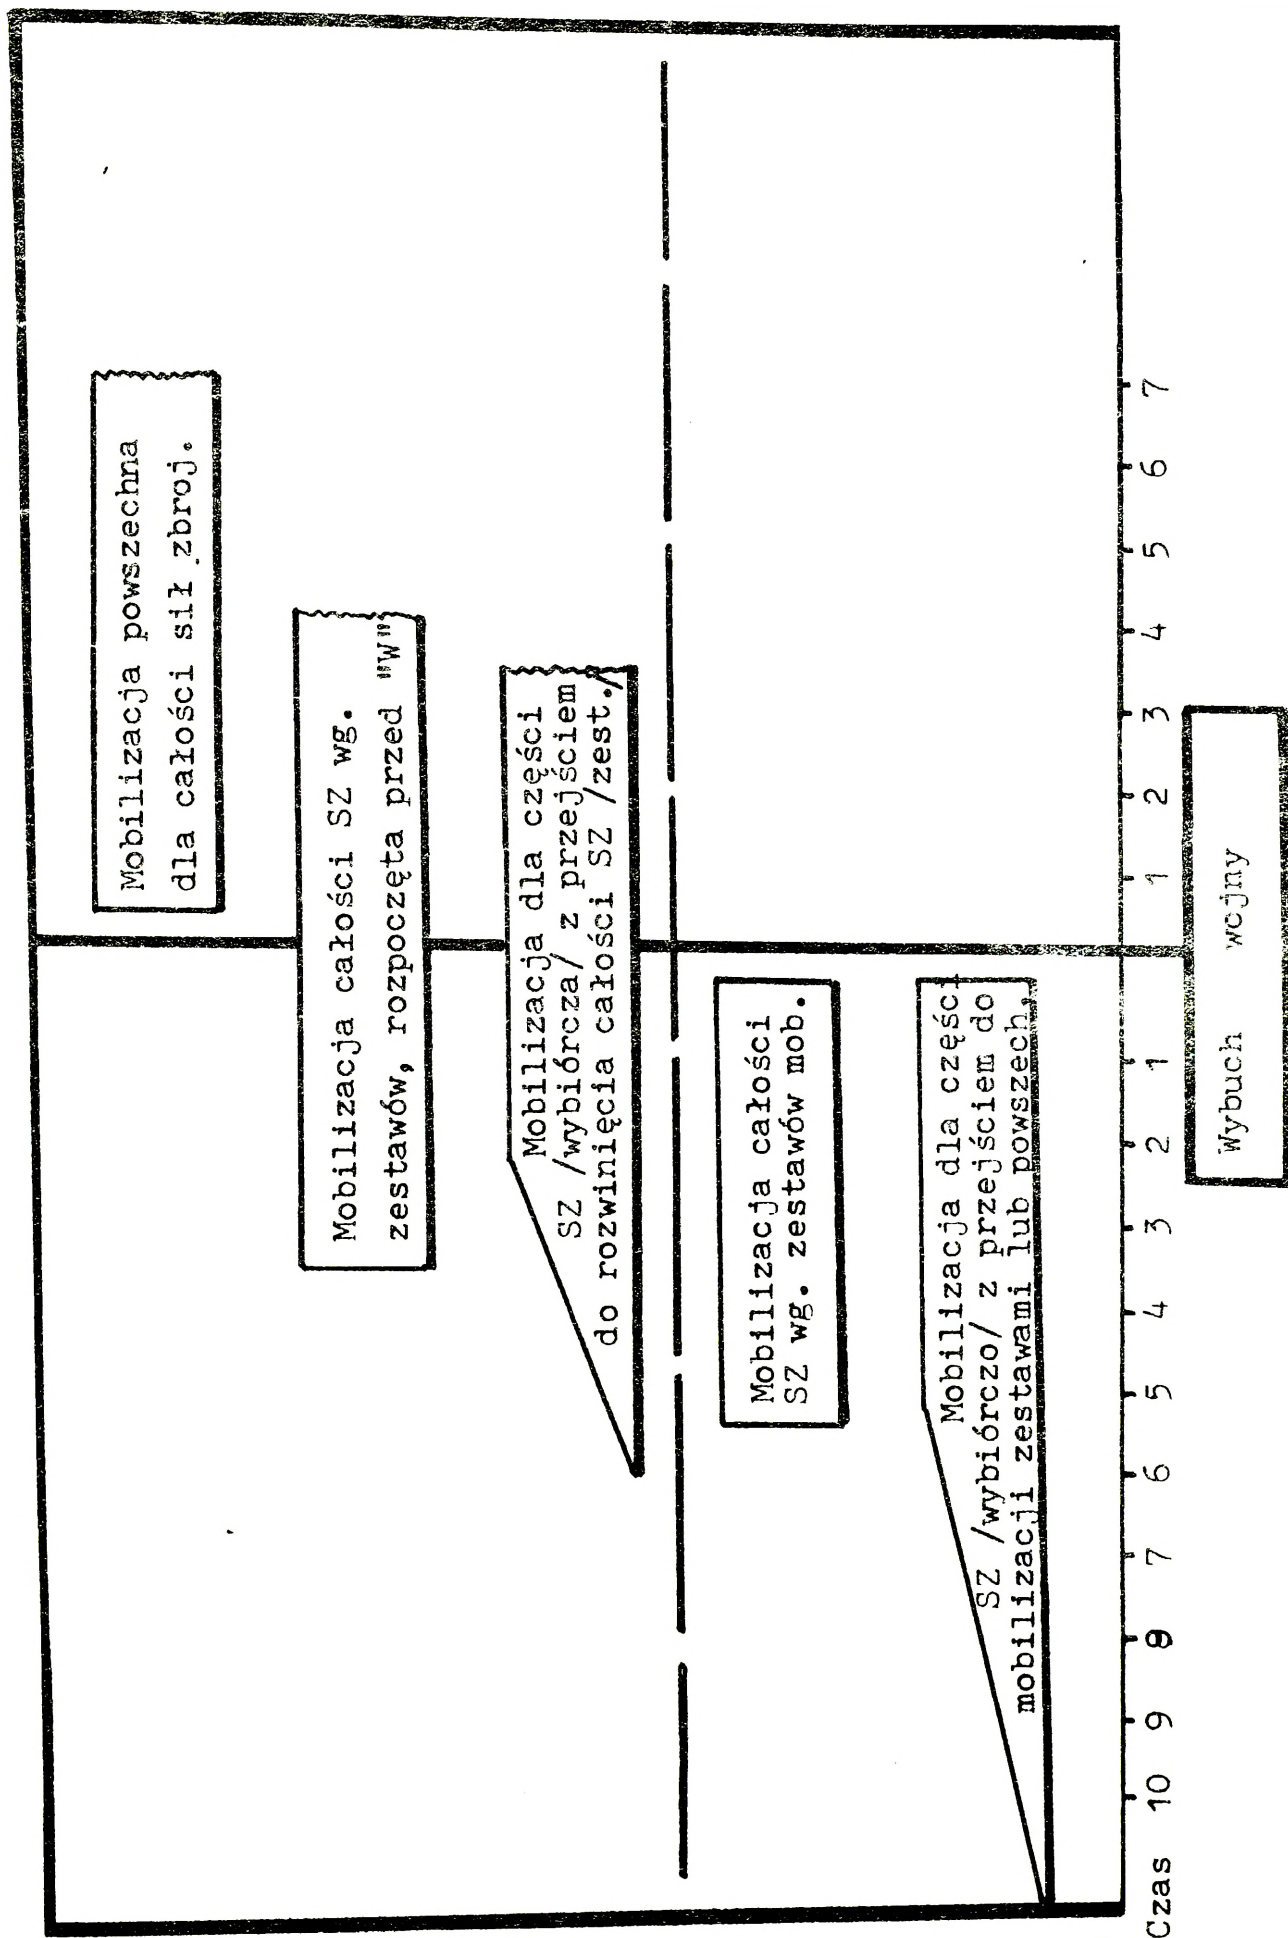 Mobilizacja powszechna
dla całości sił zbroj.
Mobilizacja całości SZ wg.
zestawów, rozpoczęta przed "W"
Mobilizacja dla części
SZ /wybiórcza/ z przejściem
do rozwinięcia całości SZ /zest./
Mobilizacja całości
SZ wg. zestawów mob.
Mobilizacja dla części
SZ /wybiórczo/ z przejściem do
mobilizacji zestawami lub powszech.
Czas 10 9 8 7 6 5 4 3 2 1 1 2 3 4 5 6 7
Wybuch wojny